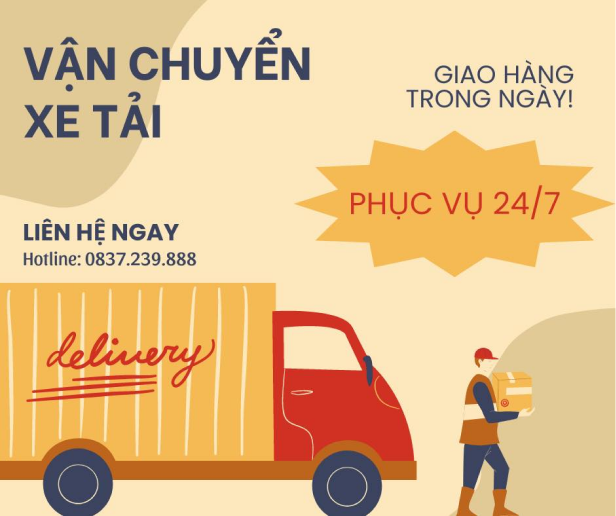 VẬN CHUYỂN
XE TẢI
GIAO HÀNG
TRONG NGÀY!
PHỤC VỤ 24/7
LIÊN HỆ NGAY
Hotline: 0837.239.888
delivery